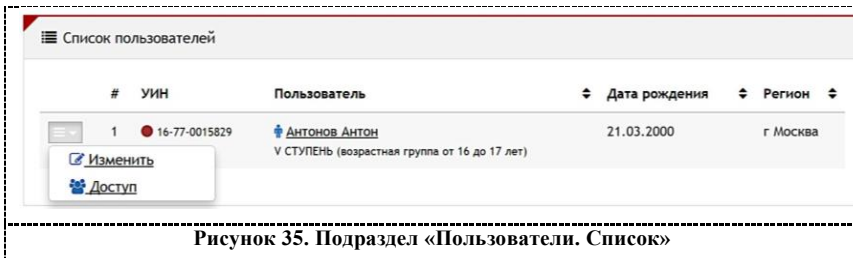 Список пользователей
# УИН Пользователь Дата рождения Регион
1 16-77-0015829 Антонов Антон 21.03.2000 г Москва
V СТУПЕНЬ (возрастная группа от 16 до 17 лет)
Изменить
Доступ
Рисунок 35. Подраздел «Пользователи. Список»